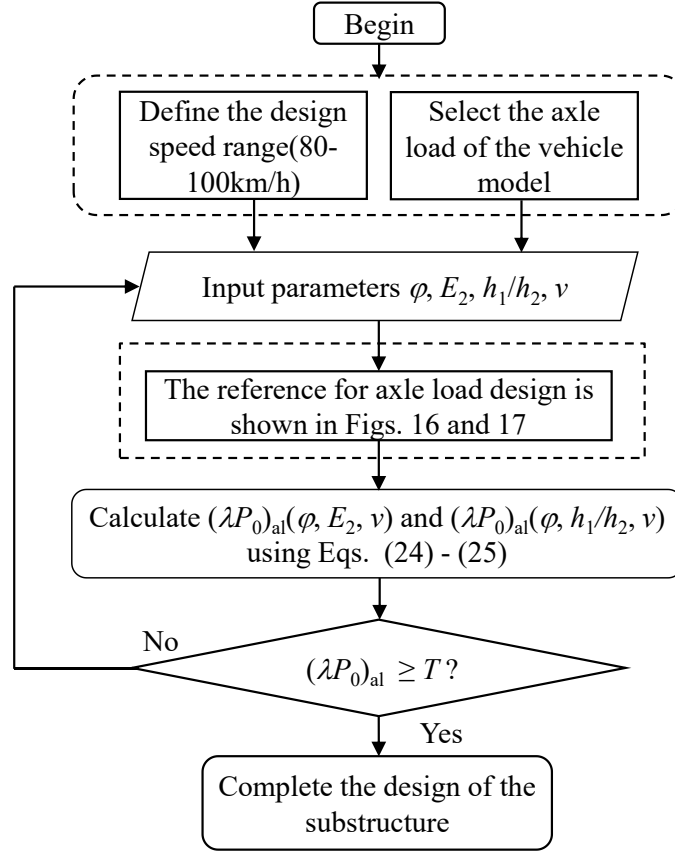 Begin
Define the design
speed range(80-
100km/h)
Select the axle
load of the vehicle
model
Input parameters φ, E₂, h₁/h₂, v
The reference for axle load design is
shown in Figs. 16 and 17
Calculate (λP₀)ₐₗ(φ, E₂, v) and (λP₀)ₐₗ(φ, h₁/h₂, v)
using Eqs. (24) - (25)
No
(λP₀)ₐₗ ≥ T ?
Yes
Complete the design of the
substructure